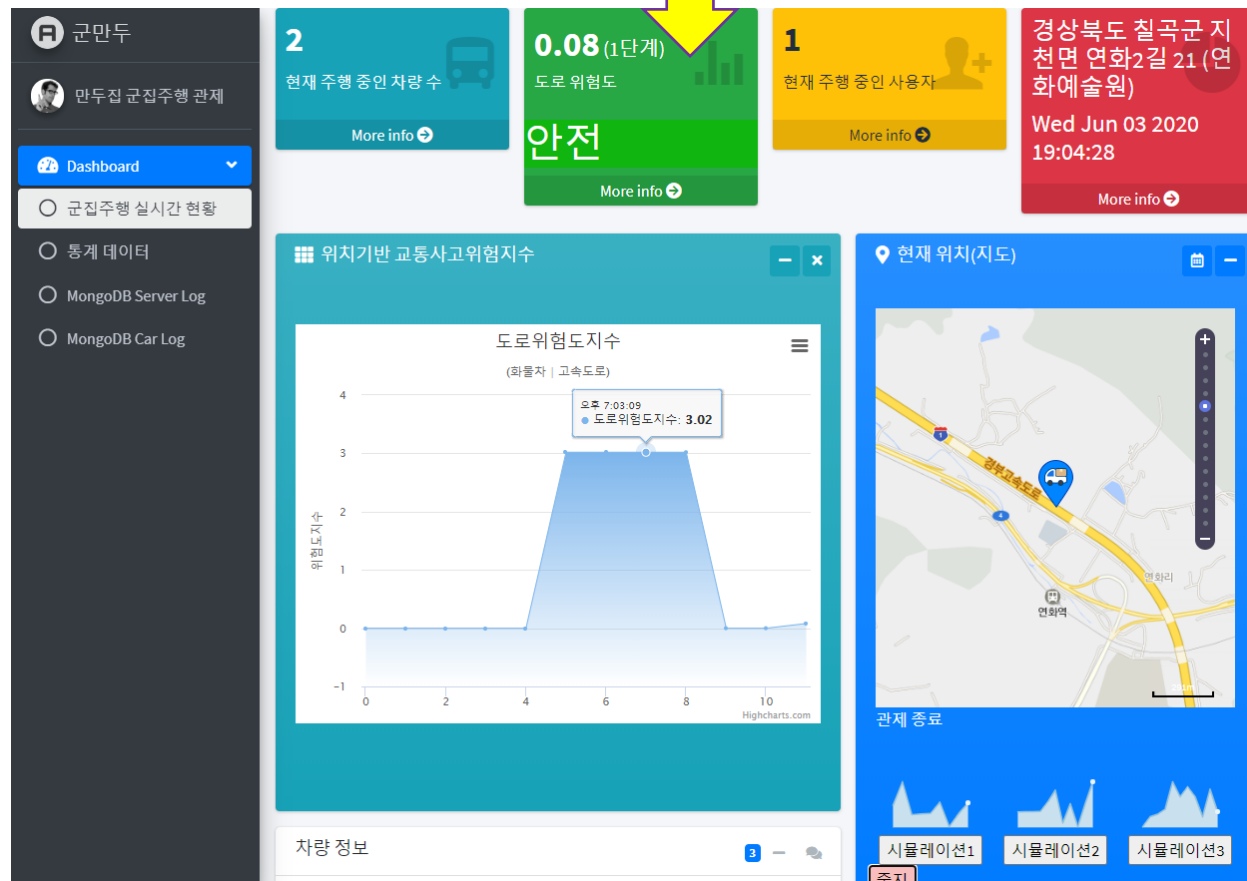 군만두
만두집 군집주행 관제
Dashboard
군집주행 실시간 현황
통계 데이터
MongoDB Server Log
MongoDB Car Log
2
현재 주행 중인 차량 수
More info
0.08 (1단계)
도로 위험도
안전
More info
1
현재 주행 중인 사용자
More info
경상북도 칠곡군 지
천면 연화2길 21 (연
화예술원)
Wed Jun 03 2020
19:04:28
More info
위치기반 교통사고위험지수
도로위험도지수
(화물차 | 고속도로)
오후 7:03:09
도로위험도지수: 3.02
위험도지수
4
3
2
1
0
-1
0 2 4 6 8 10
Highcharts.com
차량 정보
3
현재 위치(지도)
1
경부고속도로
4
연화리
연화역
관제 종료
시뮬레이션1 시뮬레이션2 시뮬레이션3
중지